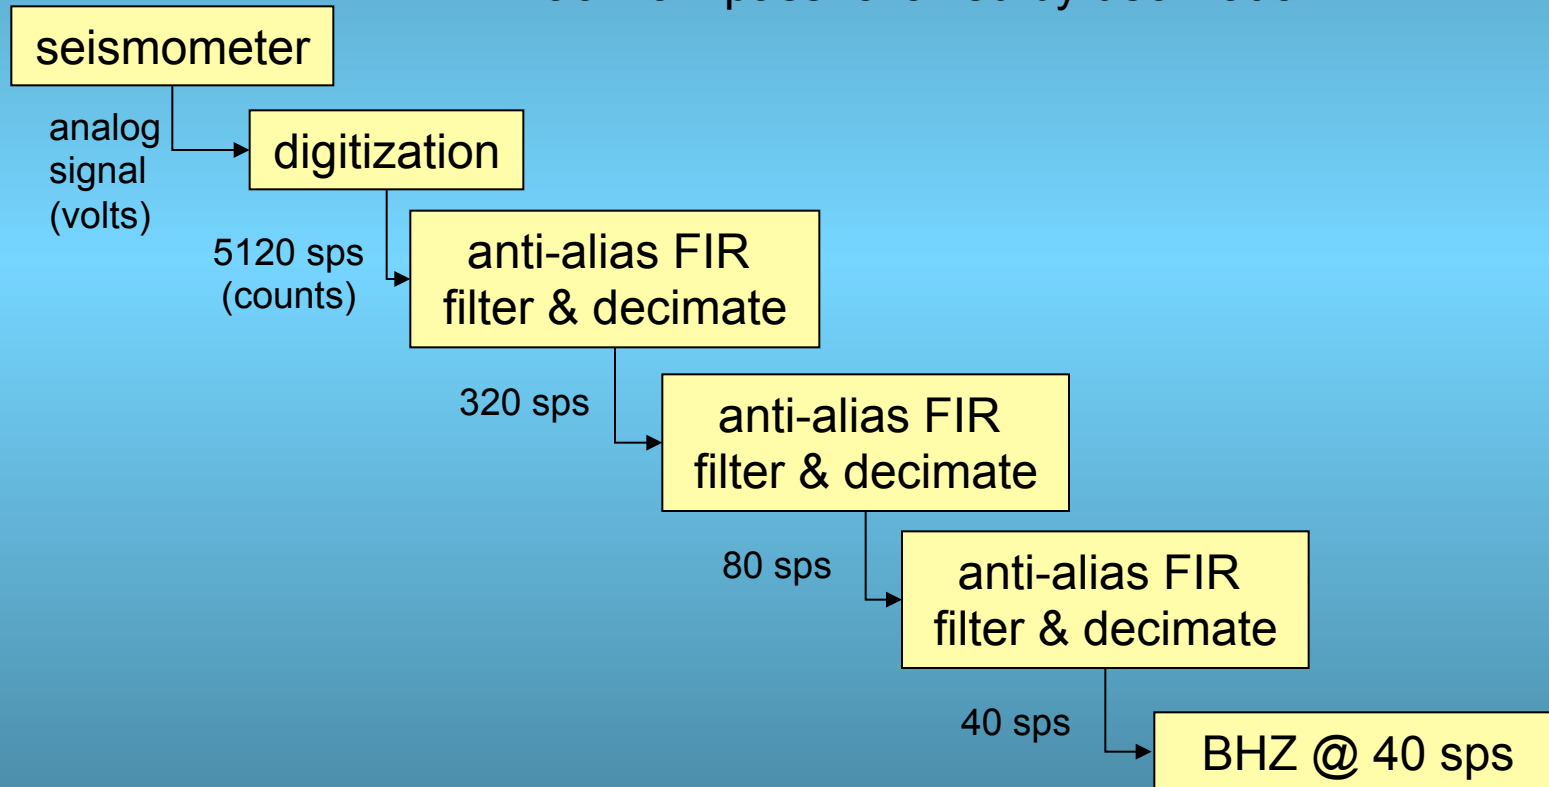 seismometer
analog
signal
(volts)
digitization
5120 sps
(counts)
anti-alias FIR
filter & decimate
320 sps
anti-alias FIR
filter & decimate
80 sps
anti-alias FIR
filter & decimate
40 sps
BHZ @ 40 sps